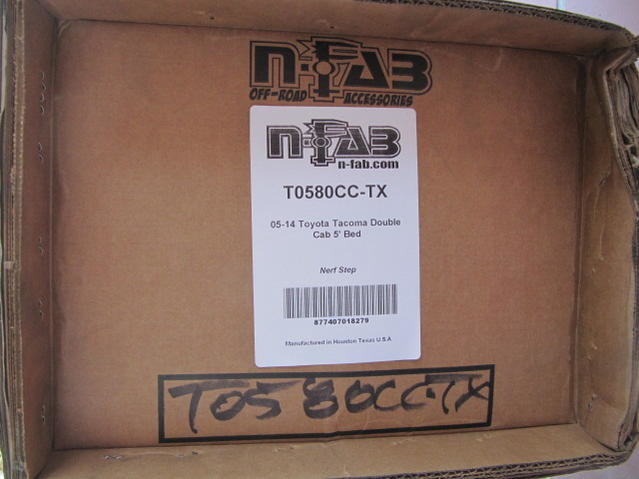 n-FAB
OFF-ROAD ACCESSORIES
n-FAB
n-fab.com
T0580CC-TX
05-14 Toyota Tacoma Double
Cab 5' Bed
Nerf Step
877407018279
Manufactured in Houston Texas U.S.A
T0580CC-TX